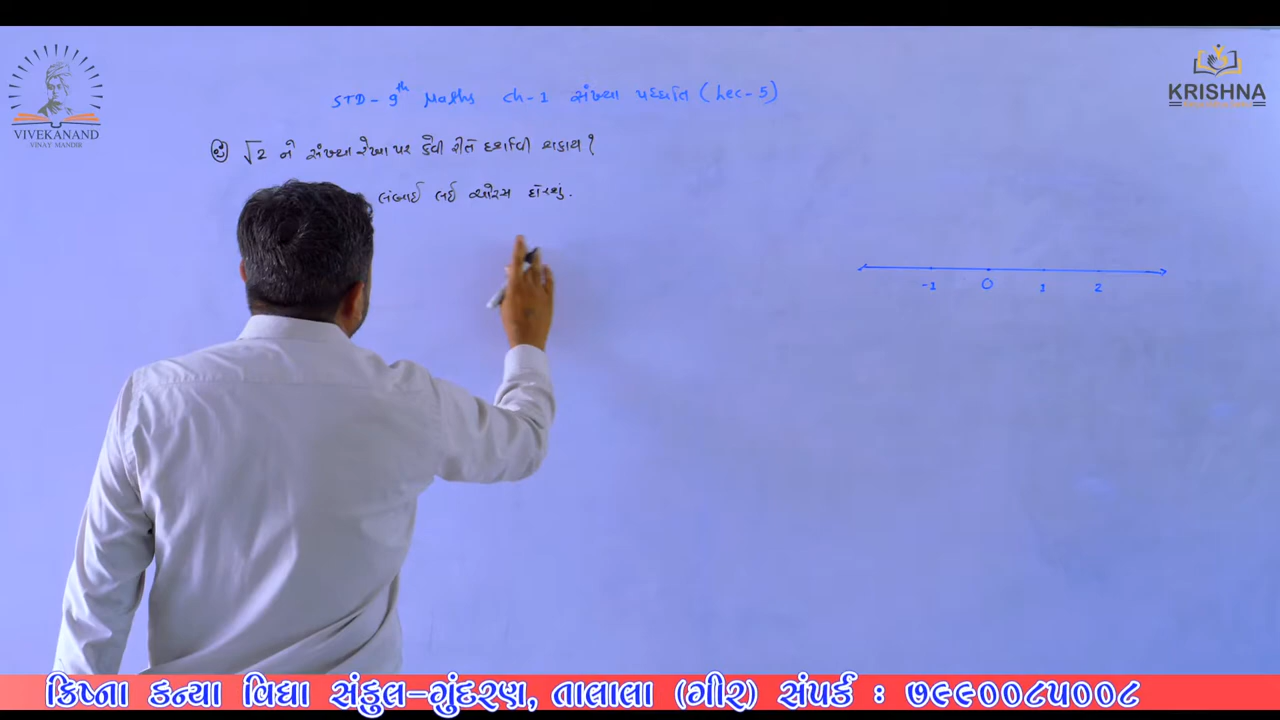 VIVEKANAND
VINAY MANDIR
KRISHNA
STD - 9th Maths Ch-1 સંખ્યા પદ્ધતિ (Lec-5)
√2 ને સંખ્યા રેખા પર કેવી રીતે દર્શાવી શકાય ?
લંબાઈ લઈ ચોરસ દોરશું.
-1 0 1 2
ક્રિષ્ના કન્યા વિદ્યા સંકુલ-ગુંદરણ, તાલાલા (ગીર) સંપર્ક : ૭૯૯૦૦૮૫૦૦૮